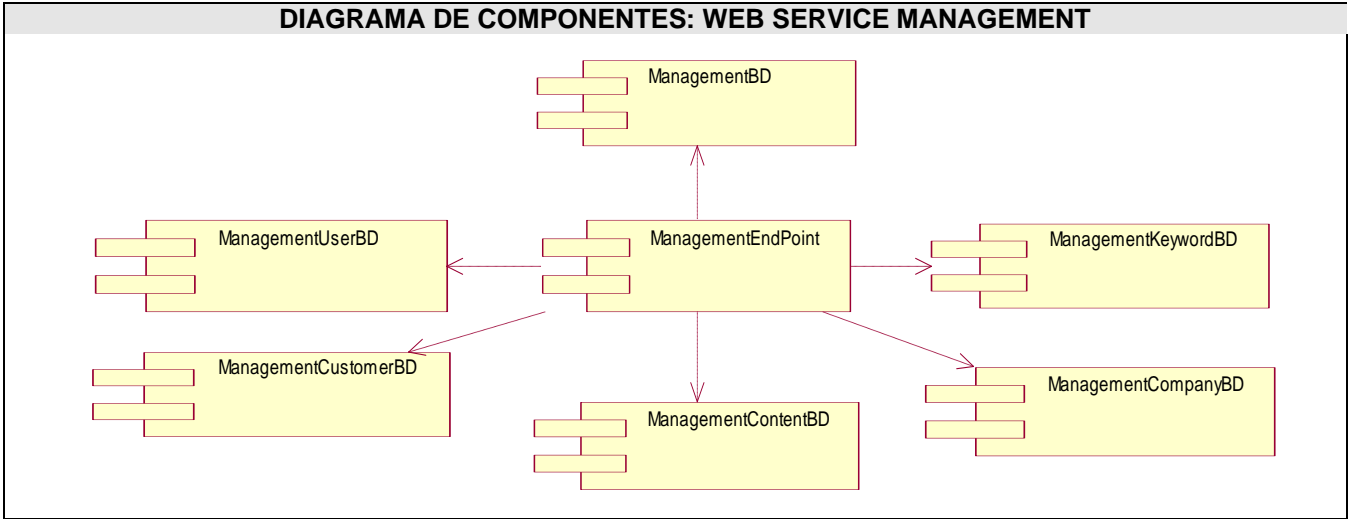 DIAGRAMA DE COMPONENTES: WEB SERVICE MANAGEMENT
ManagementBD
ManagementUserBD
ManagementEndPoint
ManagementKeywordBD
ManagementCustomerBD
ManagementContentBD
ManagementCompanyBD